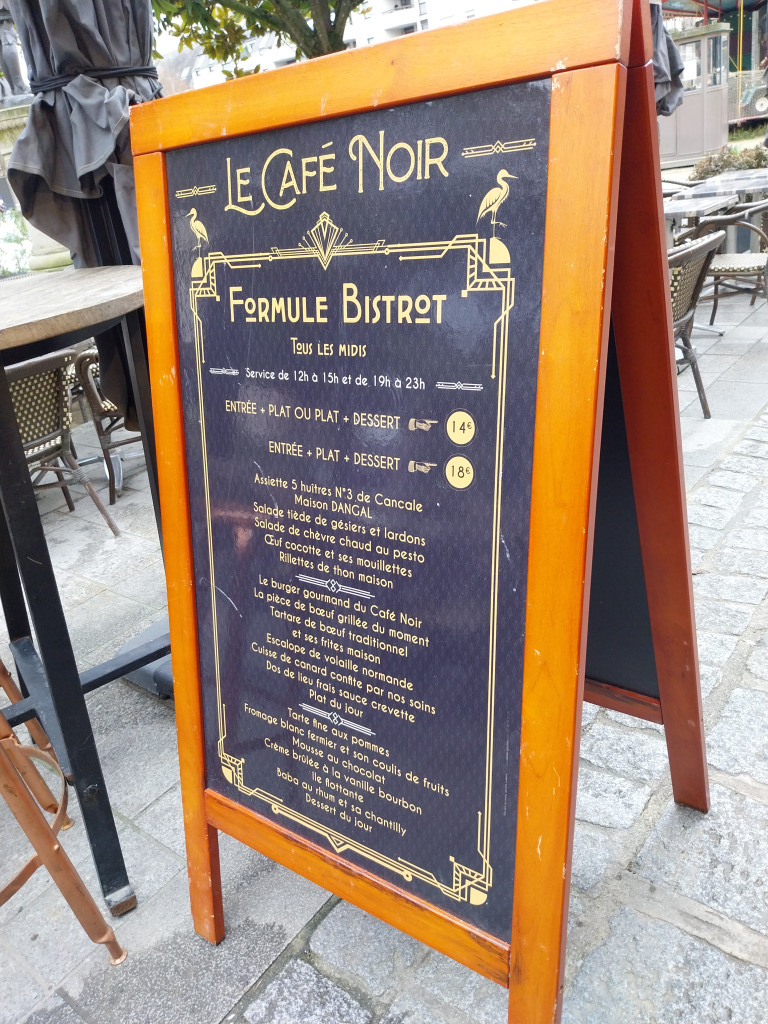 LE CAFÉ NOIR
FORMULE BISTROT
TOUS LES MIDIS
Service de 12h à 15h et de 19h à 23h
ENTRÉE + PLAT OU PLAT + DESSERT 14€
ENTRÉE + PLAT + DESSERT 18€
Assiette 5 huîtres N°3 de Cancale
Maison DANGAL
Salade tiède de gésiers et lardons
Salade de chèvre chaud au pesto
Œuf cocotte et ses mouillettes
Rillettes de thon maison
Le burger gourmand du Café Noir
La pièce de bœuf grillée du moment
Tartare de bœuf traditionnel
et ses frites maison
Escalope de volaille normande
Cuisse de canard confite par nos soins
Dos de lieu frais sauce crevette
Plat du jour
Tarte fine aux pommes
Fromage blanc fermier et son coulis de fruits
Mousse au chocolat
Crème brûlée à la vanille bourbon
Ile flottante
Baba au rhum et sa chantilly
Dessert du jour